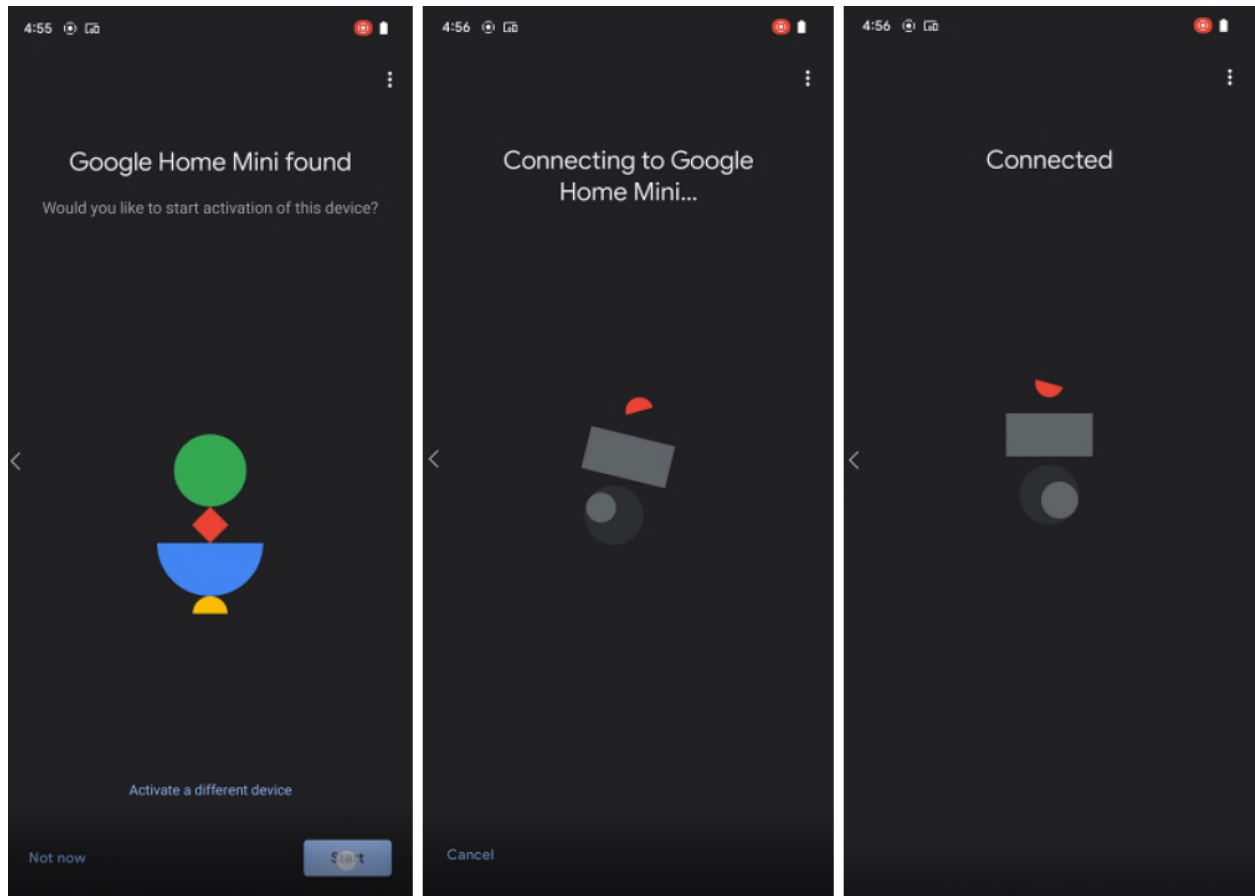 4:55
Google Home Mini found
Would you like to start activation of this device?
Activate a different device
Not now
Start
4:56
Connecting to Google
Home Mini...
Cancel
4:56
Connected